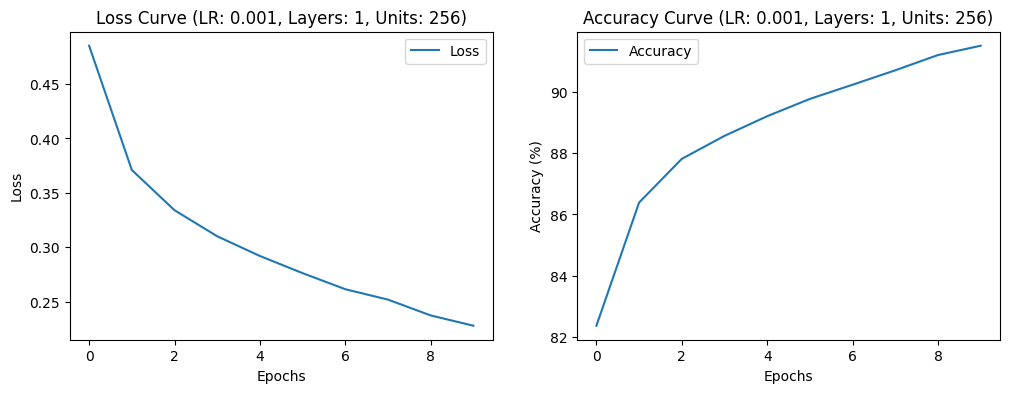 Loss Curve (LR: 0.001, Layers: 1, Units: 256)
Loss
0.45
0.40
0.35
0.30
0.25
Loss
0 2 4 6 8
Epochs
Accuracy Curve (LR: 0.001, Layers: 1, Units: 256)
Accuracy
90
88
86
84
82
Accuracy (%)
0 2 4 6 8
Epochs